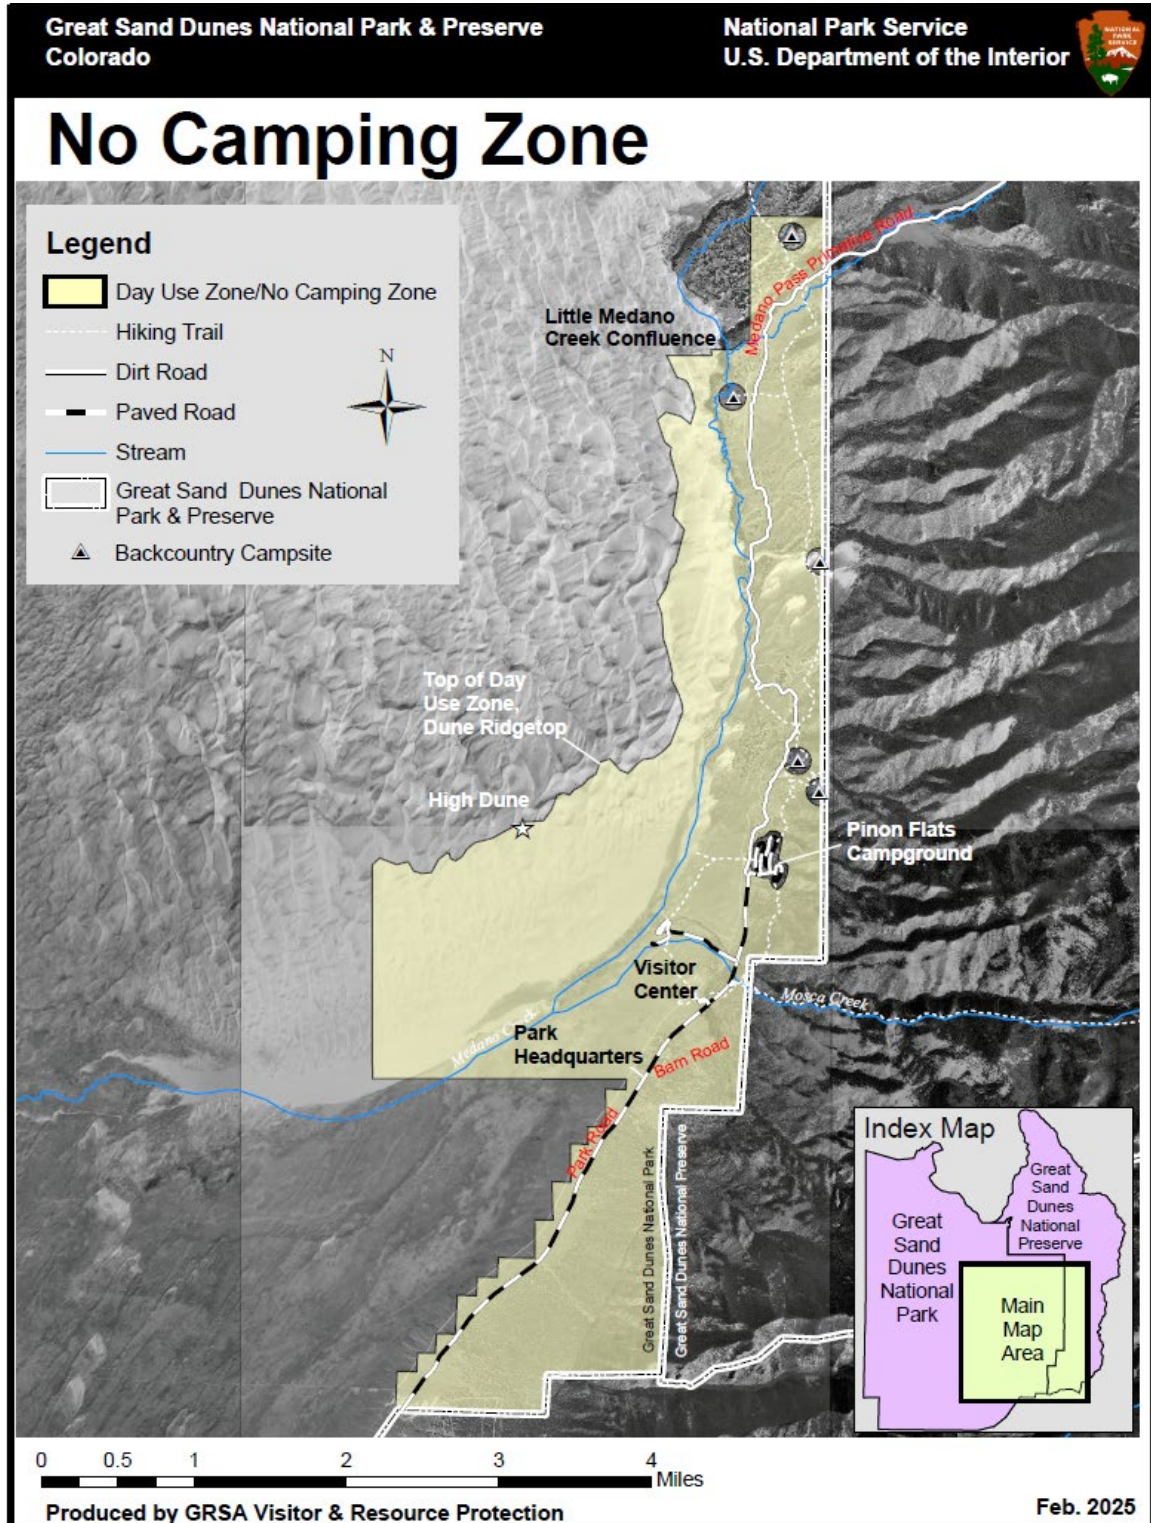 Great Sand Dunes National Park & Preserve
Colorado
National Park Service
U.S. Department of the Interior
NATIONAL
PARK
SERVICE
No Camping Zone
Legend
Day Use Zone/No Camping Zone
Hiking Trail
Dirt Road
Paved Road
Stream
Great Sand Dunes National
Park & Preserve
Backcountry Campsite
N
Medano Pass Primitive Road
Little Medano
Creek Confluence
Top of Day
Use Zone,
Dune Ridgetop
High Dune
Pinon Flats
Campground
Visitor
Center
Mosca Creek
Medano Creek
Park
Headquarters
Barn Road
Park Road
Great Sand Dunes National Park
Great Sand Dunes National Preserve
Index Map
Great
Sand
Dunes
National
Preserve
Great
Sand
Dunes
National
Park
Main
Map
Area
0 0.5 1 2 3 4
Miles
Produced by GRSA Visitor & Resource Protection
Feb. 2025